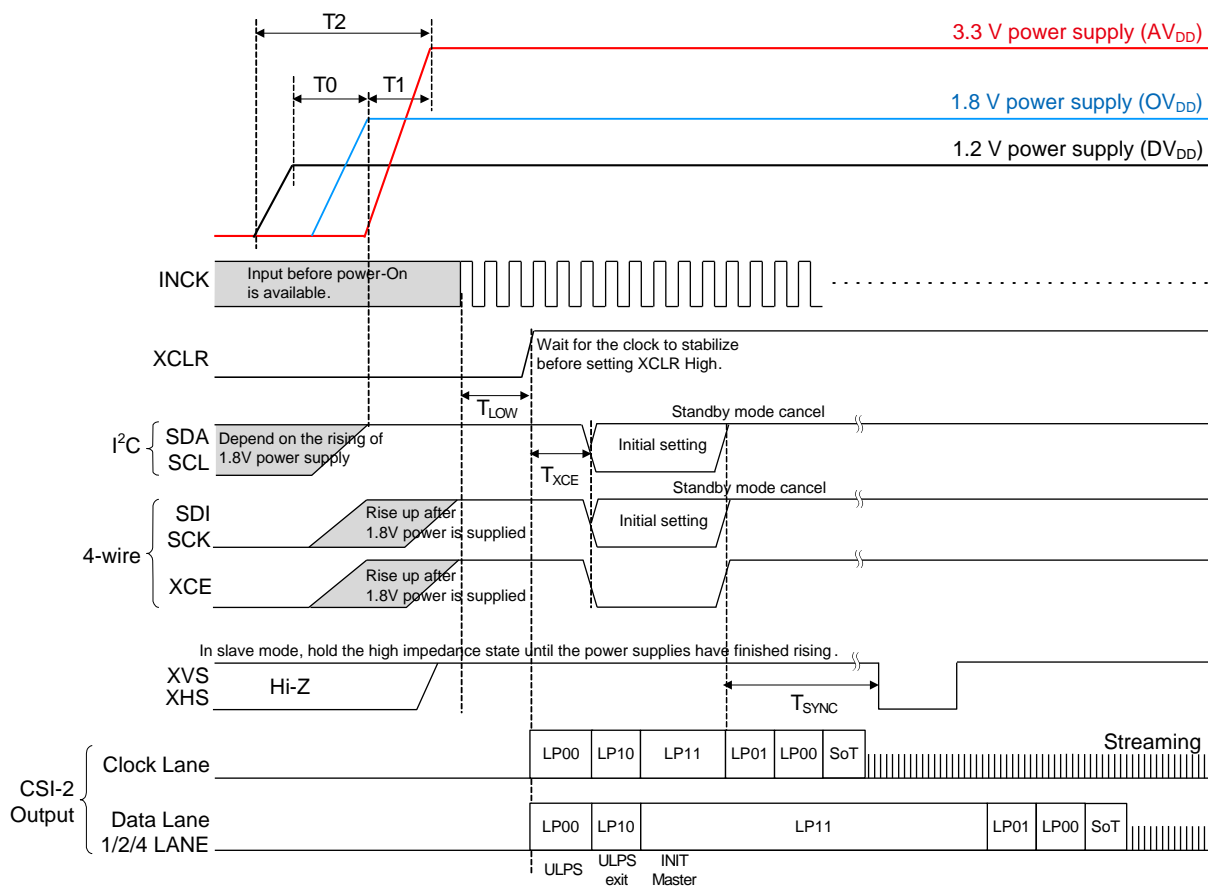 T2
3.3 V power supply (AVDD)
T0
T1
1.8 V power supply (OVDD)
1.2 V power supply (DVDD)
INCK
Input before power-On
is available.
XCLR
Wait for the clock to stabilize
before setting XCLR High.
TLOW
Standby mode cancel
I2C
SDA
SCL
Depend on the rising of
1.8V power supply
Initial setting
TXCE
Standby mode cancel
4-wire
SDI
SCK
Rise up after
1.8V power is supplied
Initial setting
XCE
Rise up after
1.8V power is supplied
In slave mode, hold the high impedance state until the power supplies have finished rising.
XVS
XHS
Hi-Z
TSYNC
CSI-2
Output
Clock Lane
LP00
LP10
LP11
LP01
LP00
SoT
Streaming
Data Lane
1/2/4 LANE
LP00
LP10
LP11
LP01
LP00
SoT
ULPS
ULPS
exit
INIT
Master